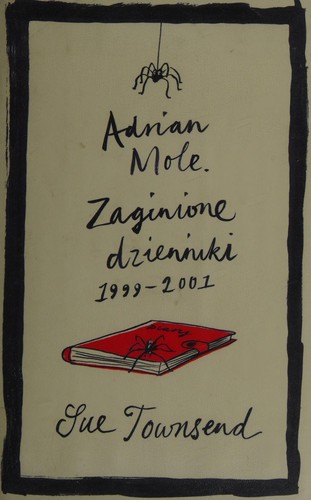 Adrian
Mole.
Zaginione
dzienniki
1999-2001
Diary
Sue Townsend